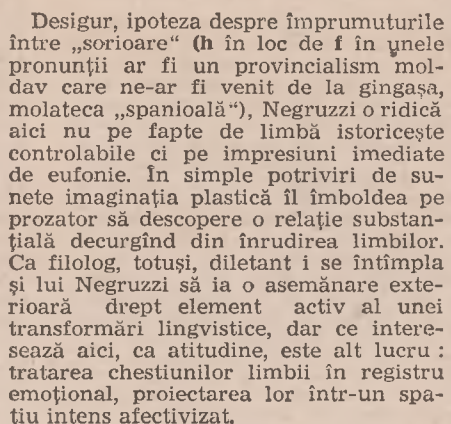 Desigur, ipoteza despre împrumuturile
între „sorioare“ (h în loc de f în unele
pronunții ar fi un provincialism mol-
dav care ne-ar fi venit de la gingașa,
molateca „spanioală“), Negruzzi o ridică
aici nu pe fapte de limbă istoricește
controlabile ci pe impresiuni imediate
de eufonie. În simple potriviri de su-
nete imaginația plastică îl îmboldea pe
prozator să descopere o relație substan-
țială decurgînd din înrudirea limbilor.
Ca filolog, totuși, diletant i se întîmpla
și lui Negruzzi să ia o asemănare exte-
rioară drept element activ al unei
transformări lingvistice, dar ce intere-
sează aici, ca atitudine, este alt lucru :
tratarea chestiunilor limbii în registru
emoțional, proiectarea lor într-un spa-
țiu intens afectivizat.